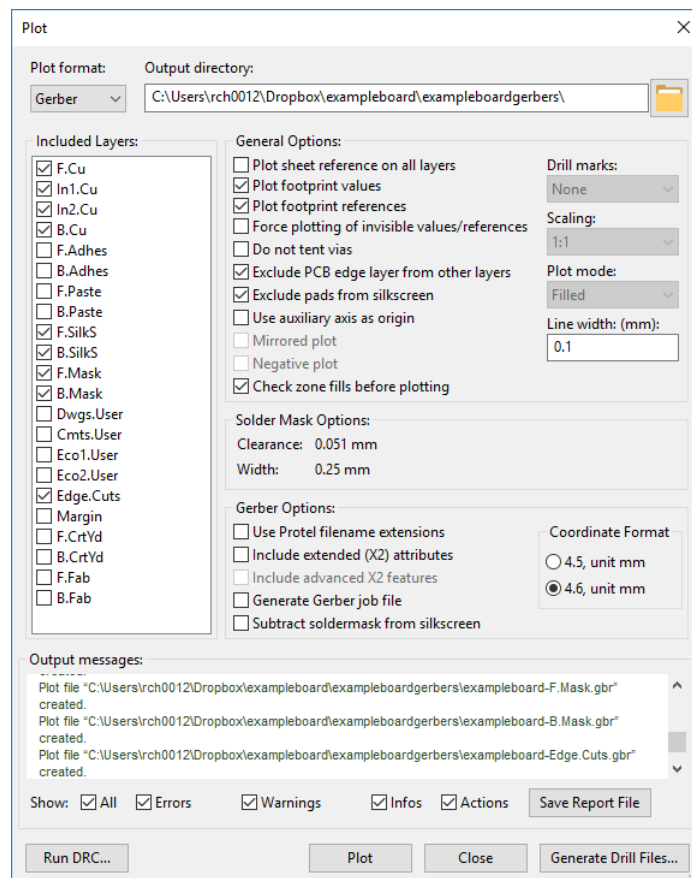 Plot
Plot format:
Output directory:
Gerber
C:\Users\rch0012\Dropbox\exampleboard\exampleboardgerbers\
Included Layers:
F.Cu
In1.Cu
In2.Cu
B.Cu
F.Adhes
B.Adhes
F.Paste
B.Paste
F.SilkS
B.SilkS
F.Mask
B.Mask
Dwgs.User
Cmts.User
Eco1.User
Eco2.User
Edge.Cuts
Margin
F.CrtYd
B.CrtYd
F.Fab
B.Fab
General Options:
Plot sheet reference on all layers
Plot footprint values
Plot footprint references
Force plotting of invisible values/references
Do not tent vias
Exclude PCB edge layer from other layers
Exclude pads from silkscreen
Use auxiliary axis as origin
Mirrored plot
Negative plot
Check zone fills before plotting
Drill marks:
None
Scaling:
1:1
Plot mode:
Filled
Line width: (mm):
0.1
Solder Mask Options:
Clearance: 0.051 mm
Width: 0.25 mm
Gerber Options:
Use Protel filename extensions
Include extended (X2) attributes
Include advanced X2 features
Generate Gerber job file
Subtract soldermask from silkscreen
Coordinate Format
4.5, unit mm
4.6, unit mm
Output messages:
created.
Plot file "C:\Users\rch0012\Dropbox\exampleboard\exampleboardgerbers\exampleboard-F.Mask.gbr"
created.
Plot file "C:\Users\rch0012\Dropbox\exampleboard\exampleboardgerbers\exampleboard-B.Mask.gbr"
created.
Plot file "C:\Users\rch0012\Dropbox\exampleboard\exampleboardgerbers\exampleboard-Edge.Cuts.gbr"
created.
Show: All Errors Warnings Infos Actions Save Report File
Run DRC... Plot Close Generate Drill Files...